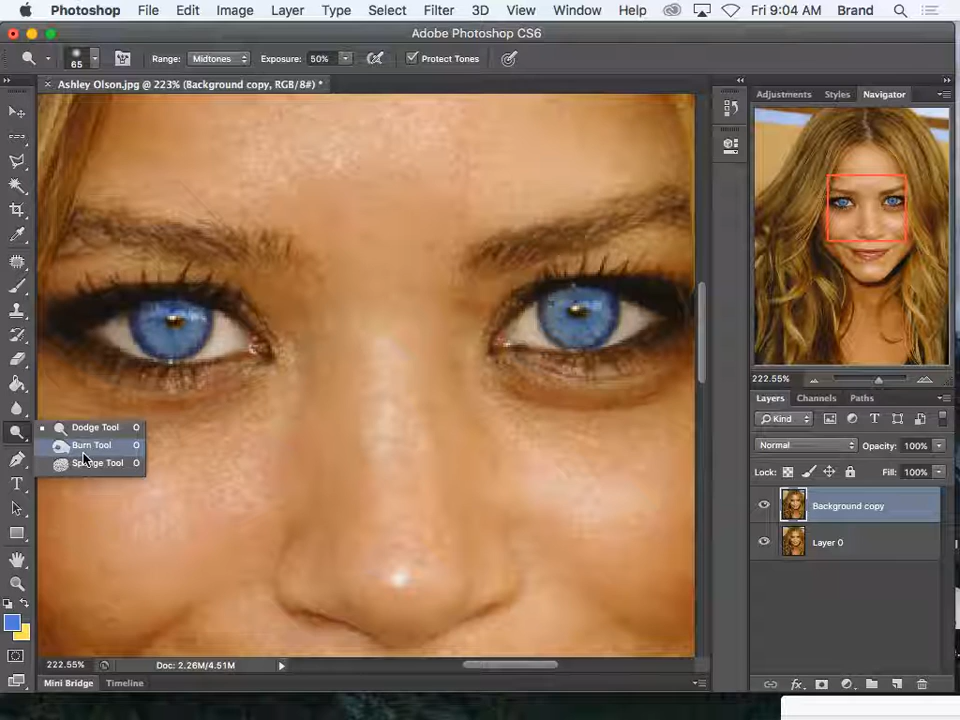 Photoshop File Edit Image Layer Type Select Filter 3D View Window Help Fri 9:04 AM Brand
Adobe Photoshop CS6
65 Range: Midtones Exposure: 50% Protect Tones
Ashley Olson.jpg @ 223% (Background copy, RGB/8#) *
Adjustments Styles Navigator
222.55%
Layers Channels Paths
Kind
Normal Opacity: 100%
Lock: Fill: 100%
Background copy
Layer 0
Dodge Tool O
Burn Tool O
Sponge Tool O
222.55% Doc: 2.26M/4.51M
Mini Bridge Timeline